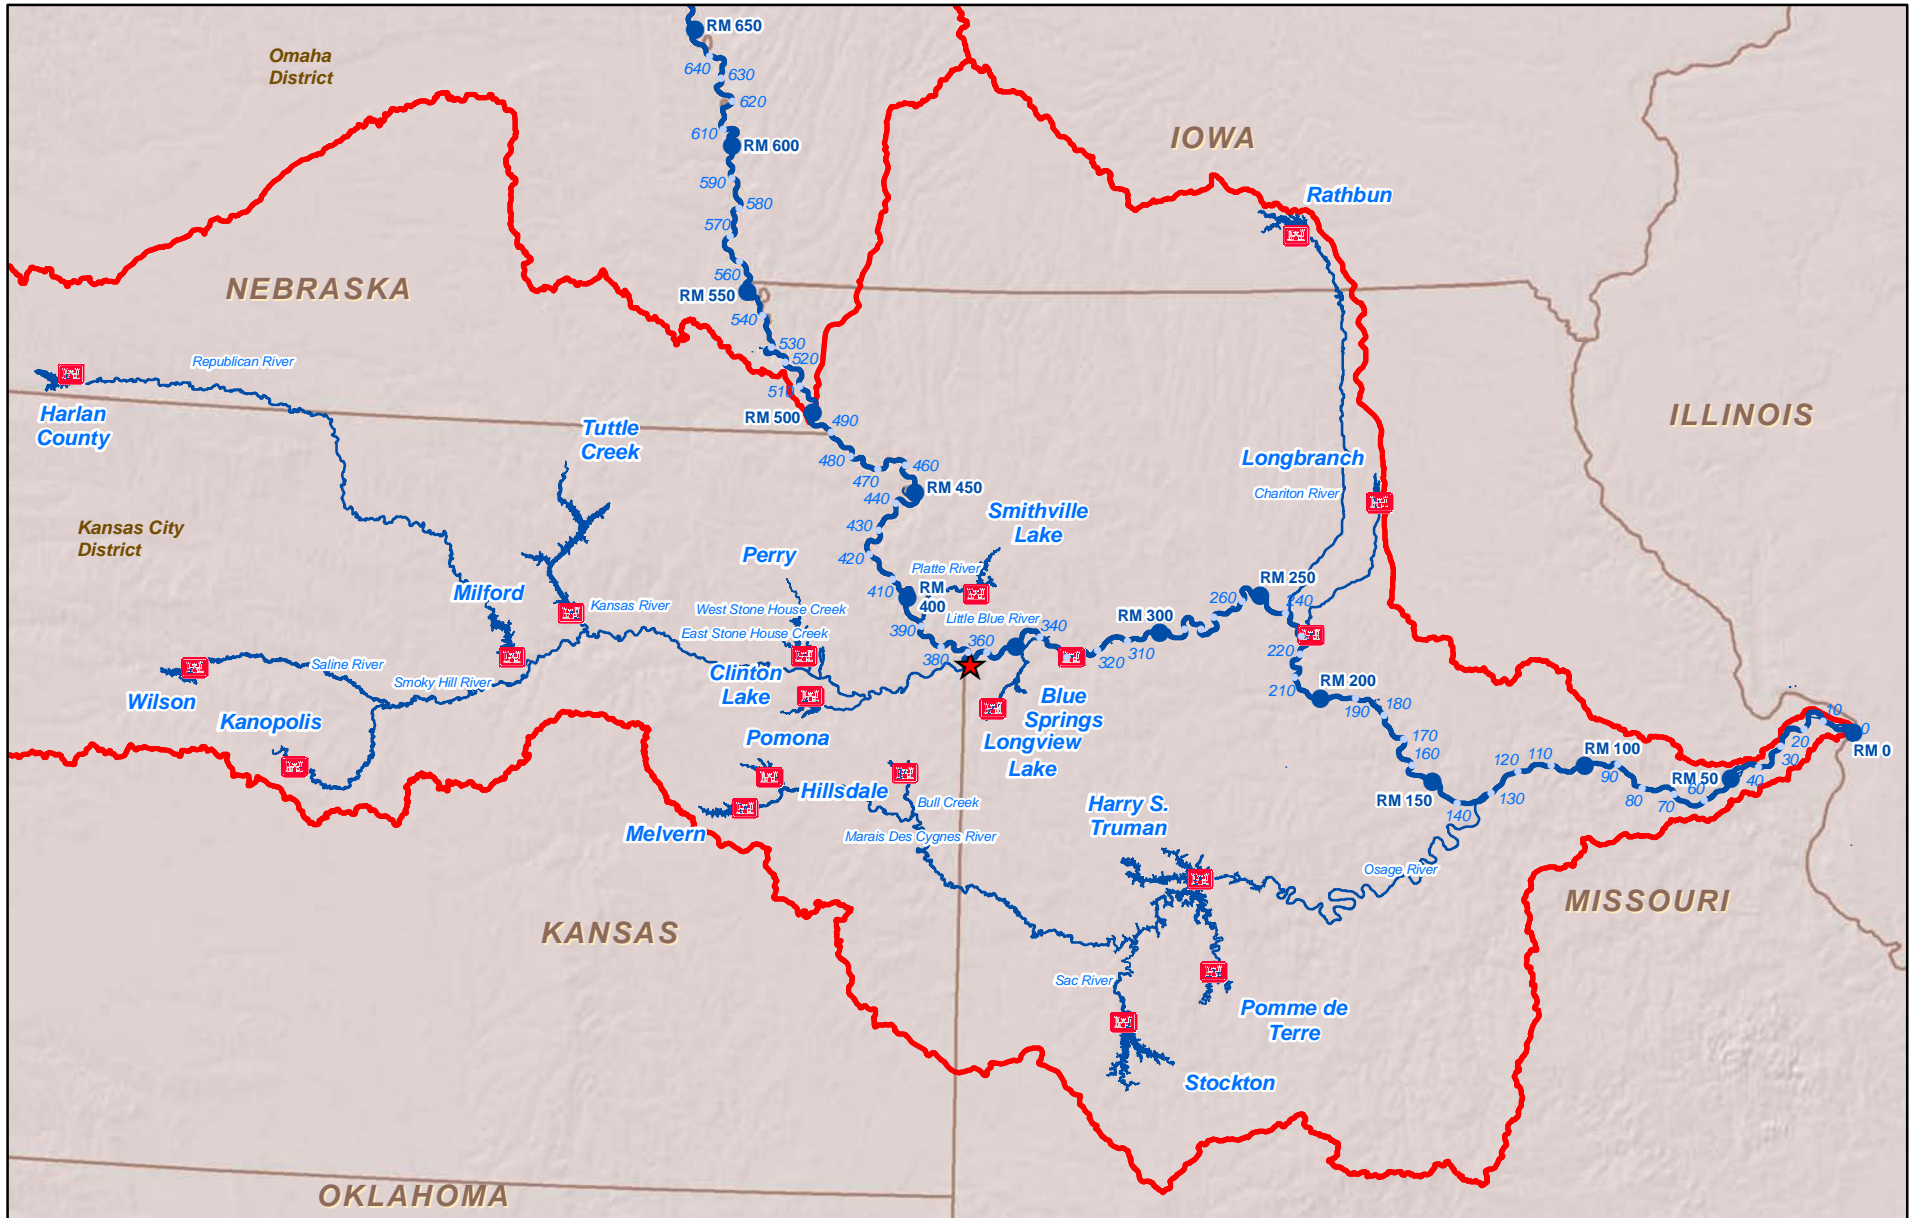 RM 650
Omaha
District
640
630
620
610
RM 600
IOWA
590
580
Rathbun
570
560
NEBRASKA
RM 550
540
530
520
Republican River
510
Harlan
County
RM 500
490
ILLINOIS
Tuttle
Creek
480
460
470
Longbranch
RM 450
440
Chariton River
Smithville
Lake
Kansas City
District
430
420
Perry
Platte River
RM 250
Milford
410
RM
400
260
240
Kansas River
West Stone House Creek
Little Blue River
RM 300
East Stone House Creek
390
360
340
380
320
310
220
Saline River
Clinton
Lake
Smoky Hill River
RM 200
210
Wilson
Blue
Springs
190
180
Kanopolis
Pomona
Longview
Lake
170
160
10
0
20
RM 0
120
110
RM 100
30
90
RM 50
40
60
Hillsdale
Bull Creek
Harry S.
Truman
RM 150
130
80
70
140
Melvern
Marais Des Cygnes River
Osage River
MISSOURI
KANSAS
Sac River
Pomme de
Terre
Stockton
OKLAHOMA